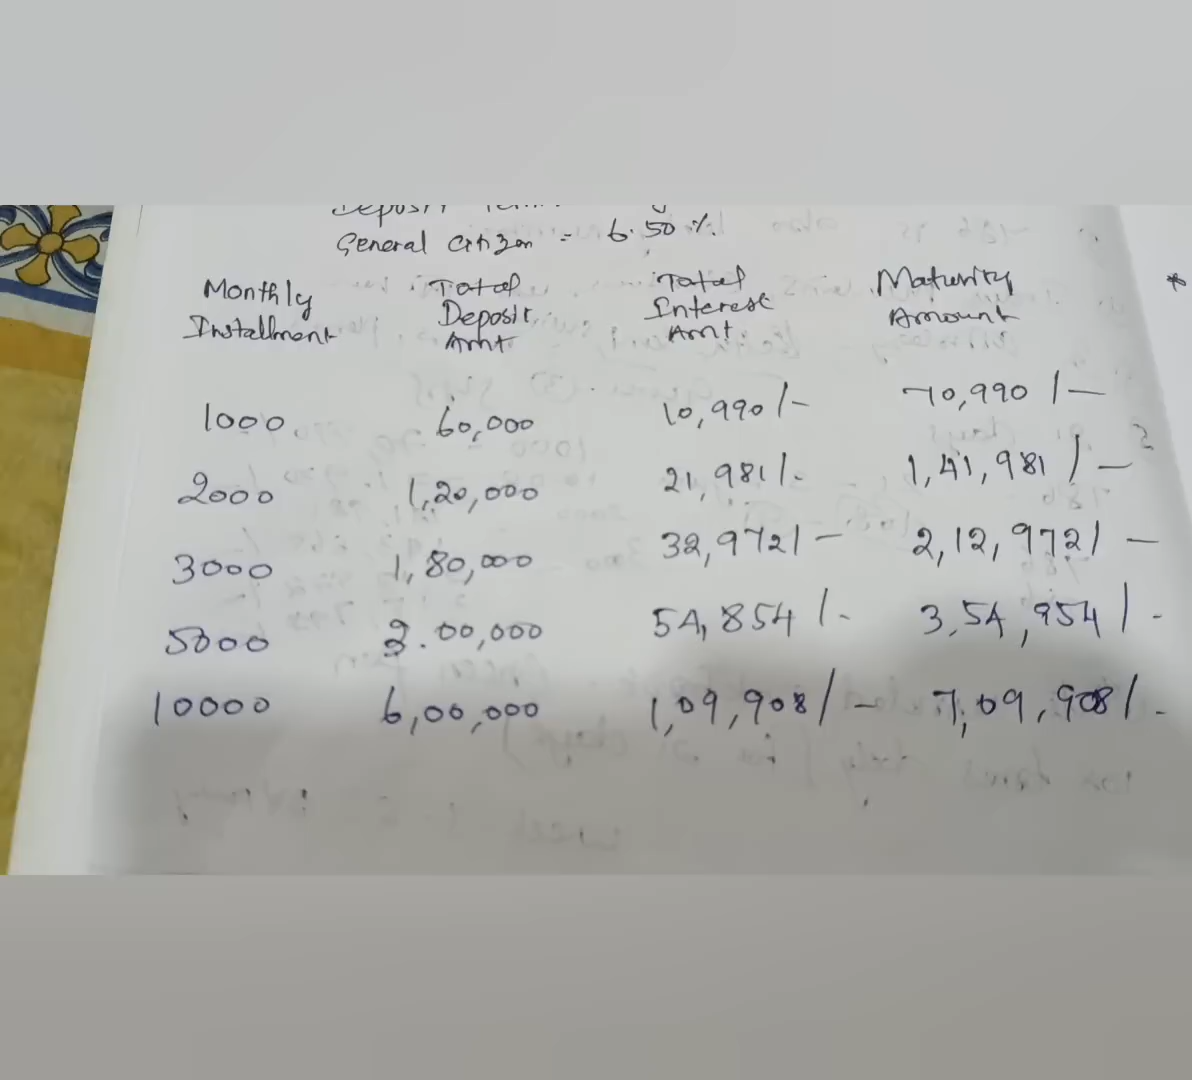 Deposit
General citizen = 6.50 %
Monthly Installment Total Deposit Amt Total Interest Amt. Maturity Amount
1000 60,000 10,990/- 70,990/-
2000 1,20,000 21,981/- 1,41,981/-
3000 1,80,000 32,972/- 2,12,972/-
5000 3.00,000 54,854/- 3,54,954/-
10000 6,00,000 1,09,908/- 7,09,908/-